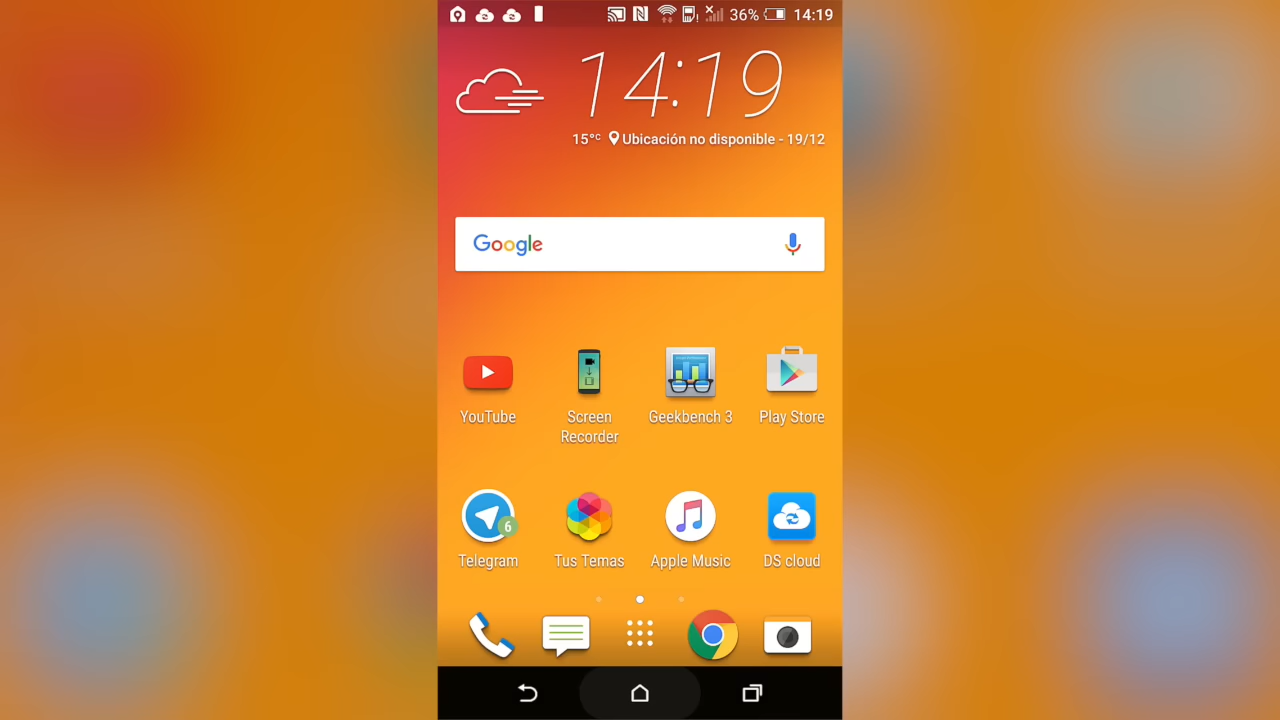 36% 14:19
14:19
15°C Ubicación no disponible - 19/12
Google
YouTube
Screen Recorder
Geekbench 3
Play Store
6
Telegram
Tus Temas
Apple Music
DS cloud